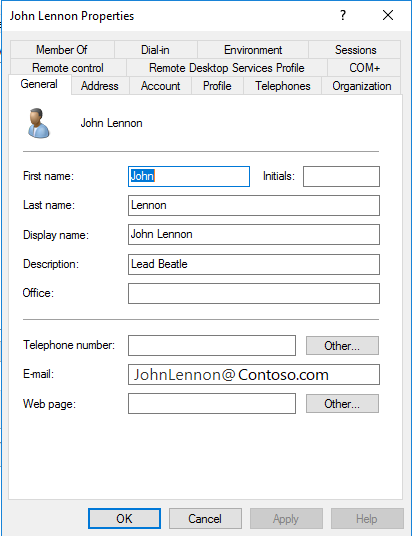 John Lennon Properties ? ×
Member Of Dial-in Environment Sessions
Remote control Remote Desktop Services Profile COM+
General Address Account Profile Telephones Organization
John Lennon
First name: John Initials:
Last name: Lennon
Display name: John Lennon
Description: Lead Beatle
Office:
Telephone number: Other...
E-mail: JohnLennon@Contoso.com
Web page: Other...
OK Cancel Apply Help